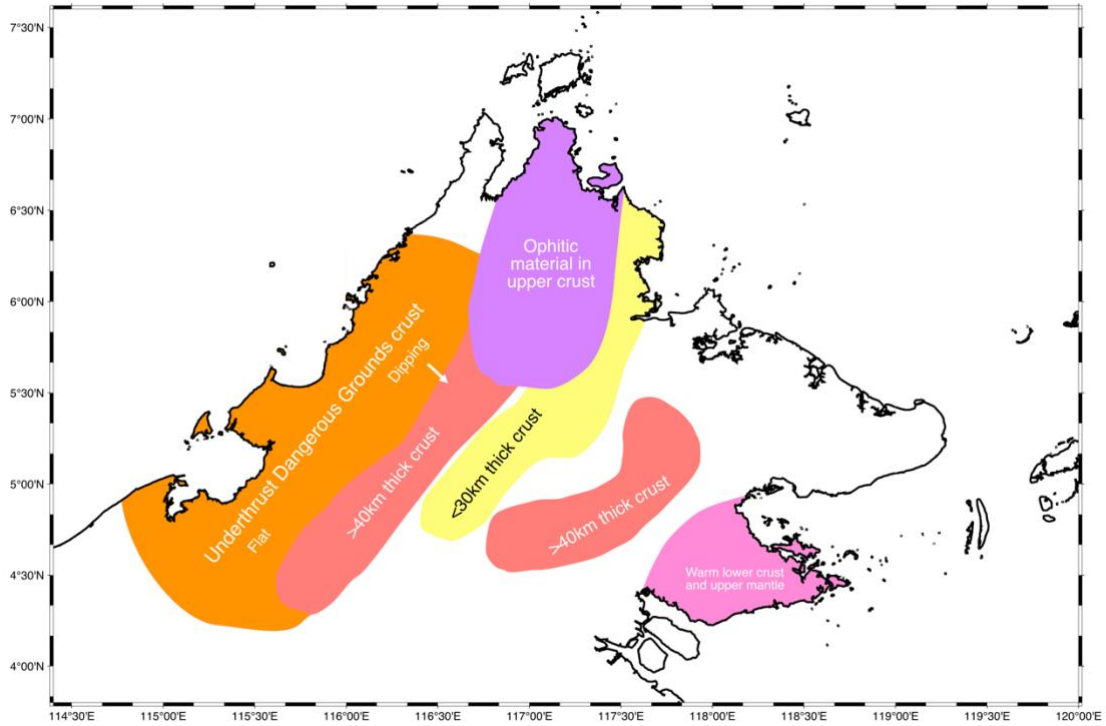 7°30'N
7°00'N
6°30'N
6°00'N
5°30'N
5°00'N
4°30'N
4°00'N
Ophitic
material in
upper crust
Underthrust Dangerous Grounds crust
Dipping
Flat
>40km thick crust
<30km thick crust
>40km thick crust
Warm lower crust
and upper mantle
114°30'E 115°00'E 115°30'E 116°00'E 116°30'E 117°00'E 117°30'E 118°00'E 118°30'E 119°00'E 119°30'E 120°00'E